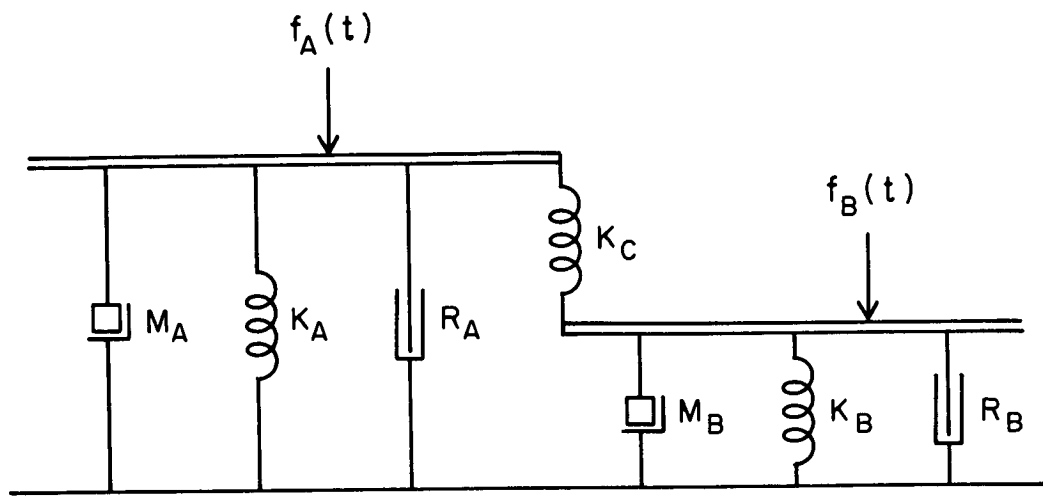 f_A(t)
f_B(t)
K_C
M_A
K_A
R_A
M_B
K_B
R_B